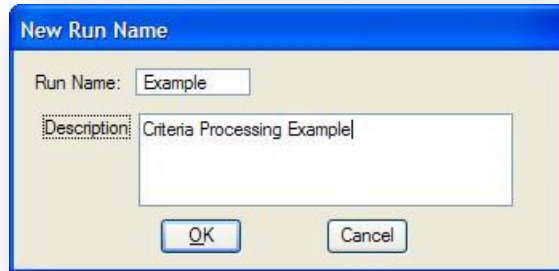 New Run Name
Run Name: Example
Description Criteria Processing Example
OK Cancel